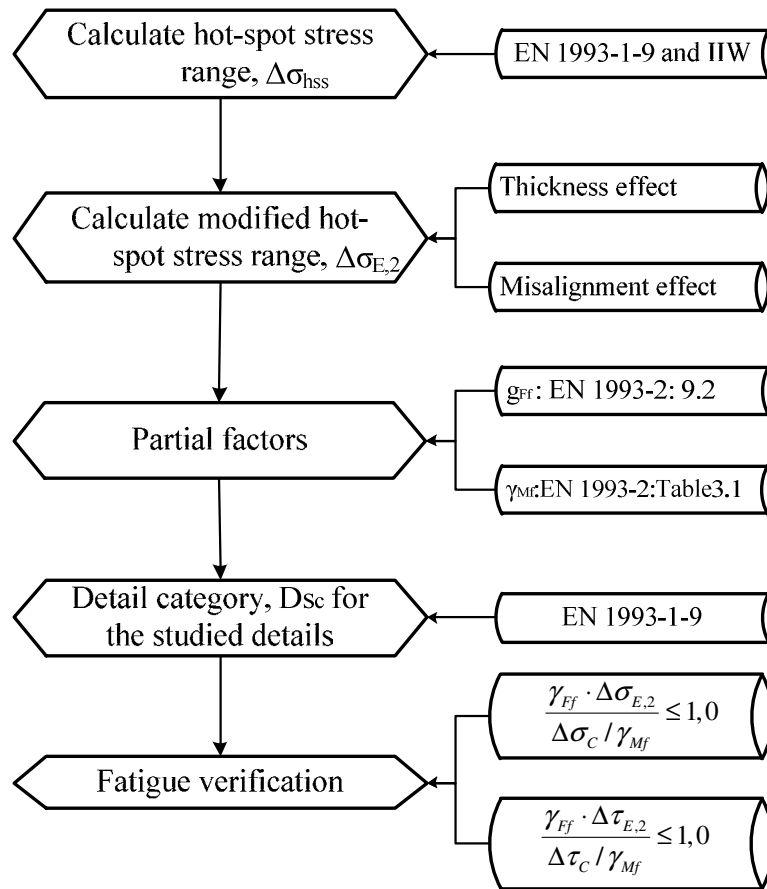 Calculate hot-spot stress
range, Δσhss
EN 1993-1-9 and IIW
Calculate modified hot-
spot stress range, ΔσE,2
Thickness effect
Misalignment effect
Partial factors
gFf: EN 1993-2: 9.2
γMf:EN 1993-2:Table3.1
Detail category, Dsc for
the studied details
EN 1993-1-9
Fatigue verification
γFf · ΔσE,2 / (ΔσC / γMf) ≤ 1,0
γFf · ΔτE,2 / (ΔτC / γMf) ≤ 1,0